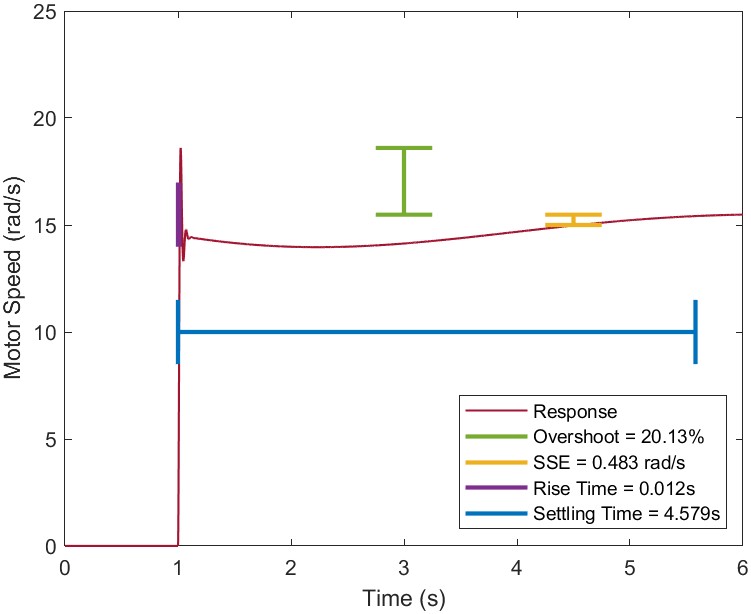 25
20
15
10
5
0
Motor Speed (rad/s)
0 1 2 3 4 5 6
Time (s)
Response
Overshoot = 20.13%
SSE = 0.483 rad/s
Rise Time = 0.012s
Settling Time = 4.579s